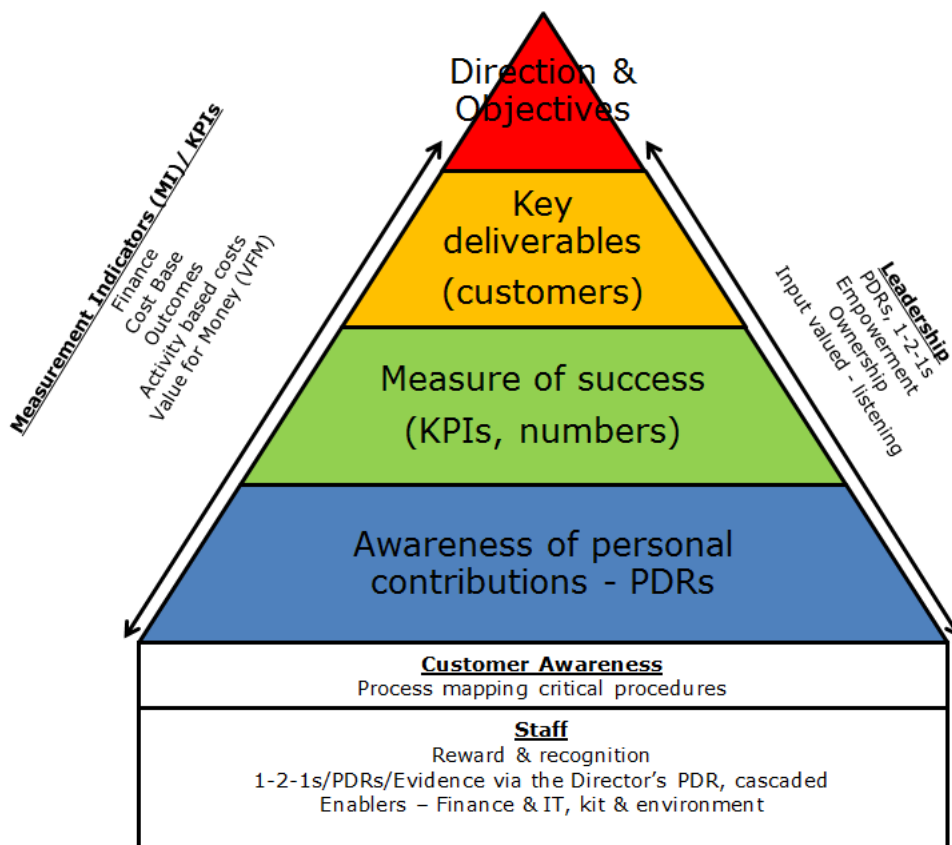 Direction &
Objectives
Key
deliverables
(customers)
Measure of success
(KPIs, numbers)
Awareness of personal
contributions - PDRs
Measurement Indicators (MI)/ KPIs
Finance
Cost Base
Outcomes
Activity based costs
Value for Money (VFM)
Leadership
PDRs, 1-2-1s
Empowerment
Ownership
Input valued - listening
Customer Awareness
Process mapping critical procedures
Staff
Reward & recognition
1-2-1s/PDRs/Evidence via the Director’s PDR, cascaded
Enablers – Finance & IT, kit & environment